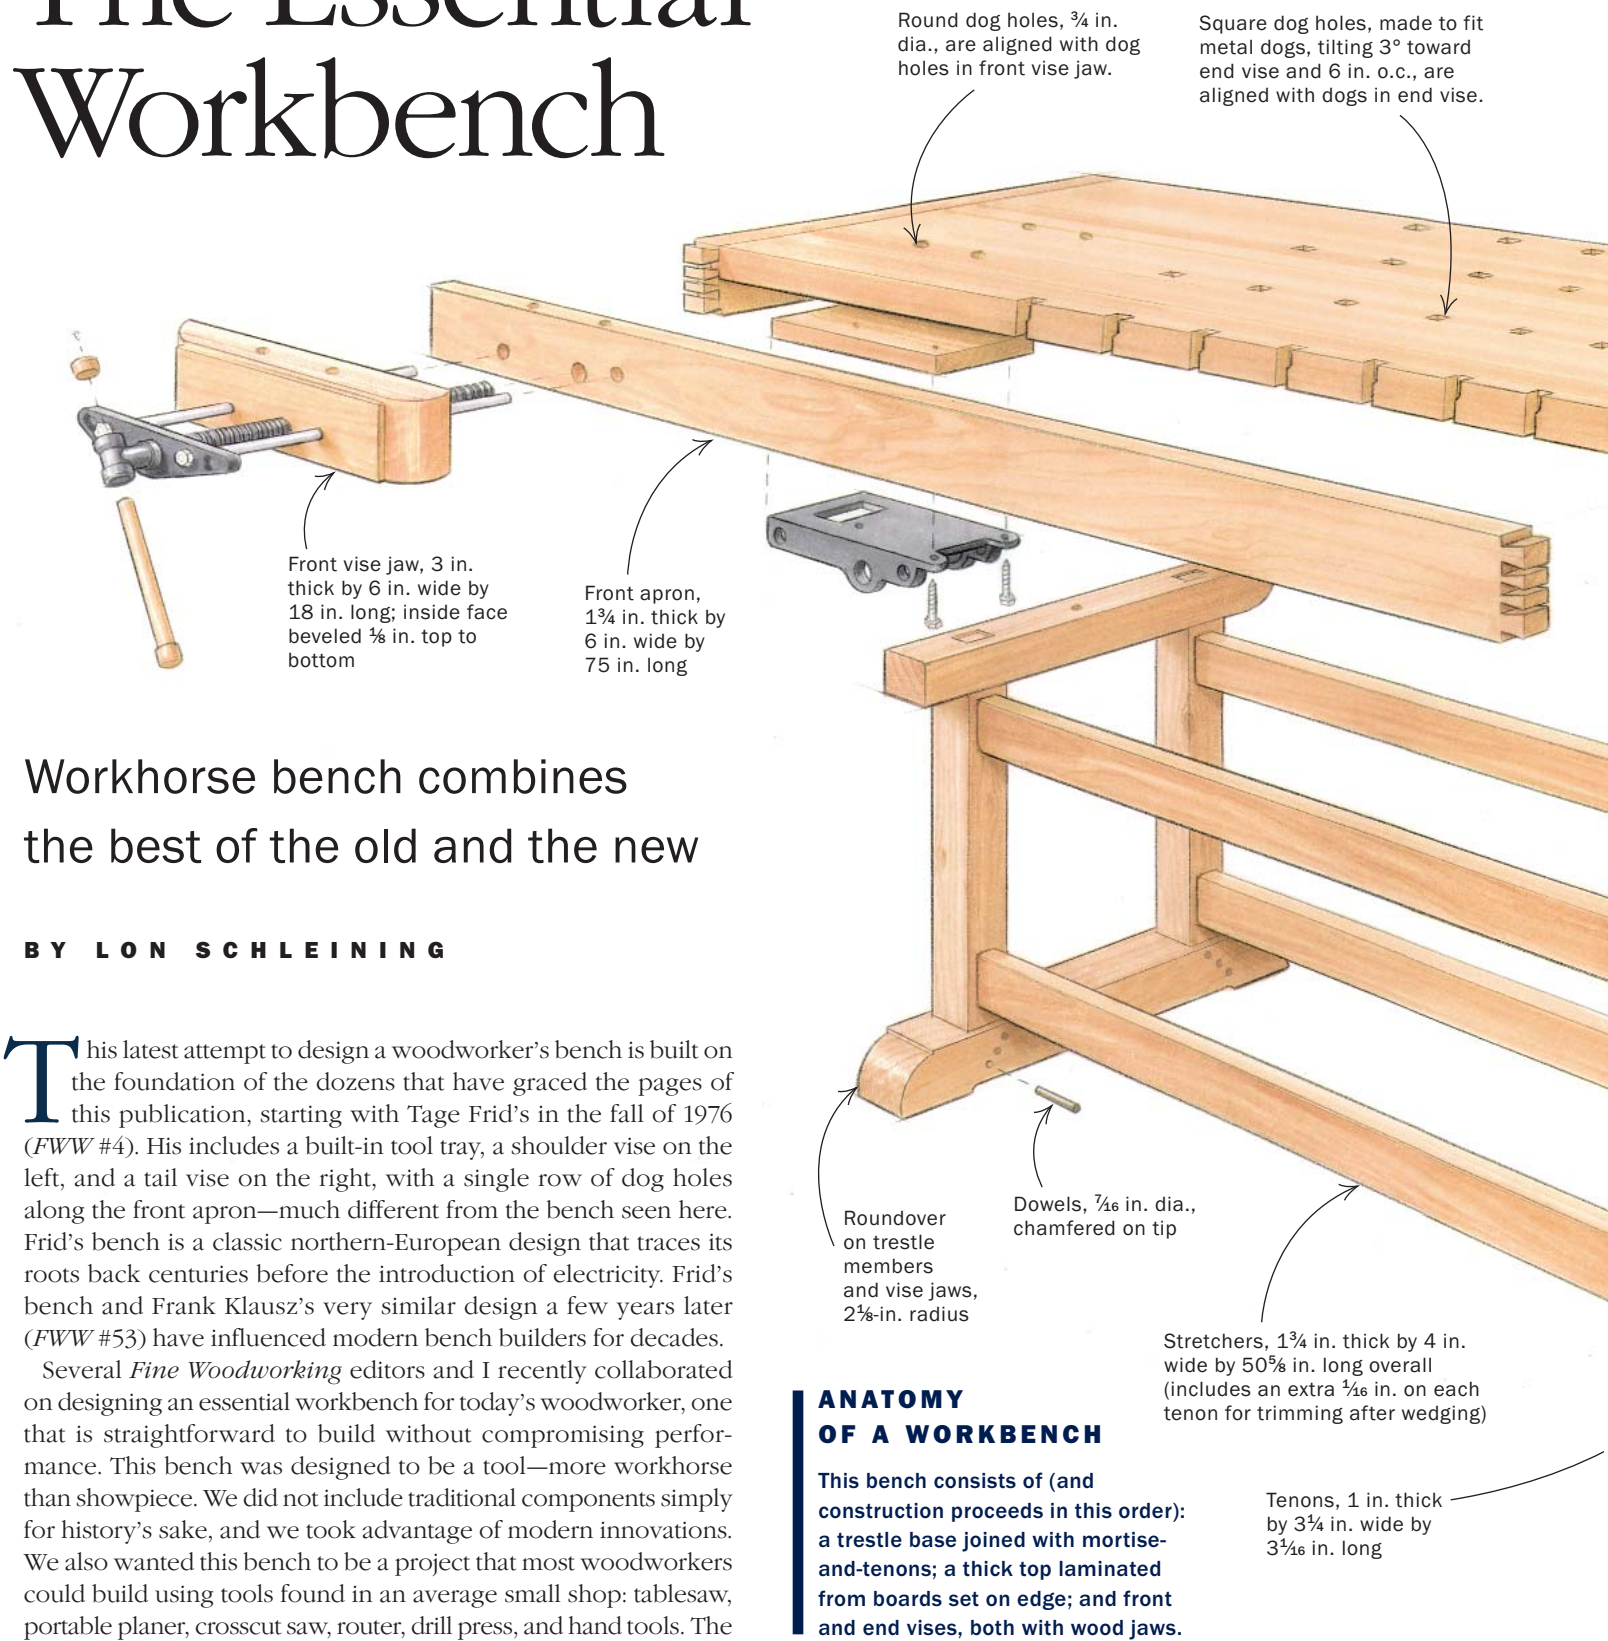 The Essential
Workbench
Round dog holes, ¾ in.
dia., are aligned with dog
holes in front vise jaw.
Square dog holes, made to fit
metal dogs, tilting 3° toward
end vise and 6 in. o.c., are
aligned with dogs in end vise.
Front vise jaw, 3 in.
thick by 6 in. wide by
18 in. long; inside face
beveled ⅛ in. top to
bottom
Front apron,
1¾ in. thick by
6 in. wide by
75 in. long
Workhorse bench combines
the best of the old and the new
BY LON SCHLEINING
This latest attempt to design a woodworker’s bench is built on
the foundation of the dozens that have graced the pages of
this publication, starting with Tage Frid’s in the fall of 1976
(FWW #4). His includes a built-in tool tray, a shoulder vise on the
left, and a tail vise on the right, with a single row of dog holes
along the front apron—much different from the bench seen here.
Frid’s bench is a classic northern-European design that traces its
roots back centuries before the introduction of electricity. Frid’s
bench and Frank Klausz’s very similar design a few years later
(FWW #53) have influenced modern bench builders for decades.
Several Fine Woodworking editors and I recently collaborated
on designing an essential workbench for today’s woodworker, one
that is straightforward to build without compromising perfor-
mance. This bench was designed to be a tool—more workhorse
than showpiece. We did not include traditional components simply
for history’s sake, and we took advantage of modern innovations.
We also wanted this bench to be a project that most woodworkers
could build using tools found in an average small shop: tablesaw,
portable planer, crosscut saw, router, drill press, and hand tools. The
Roundover
on trestle
members
and vise jaws,
2⅛-in. radius
Dowels, 7⁄16 in. dia.,
chamfered on tip
Stretchers, 1¾ in. thick by 4 in.
wide by 50⅝ in. long overall
(includes an extra 1⁄16 in. on each
tenon for trimming after wedging)
Tenons, 1 in. thick
by 3¼ in. wide by
31⁄16 in. long
ANATOMY
OF A WORKBENCH
This bench consists of (and
construction proceeds in this order):
a trestle base joined with mortise-
and-tenons; a thick top laminated
from boards set on edge; and front
and end vises, both with wood jaws.